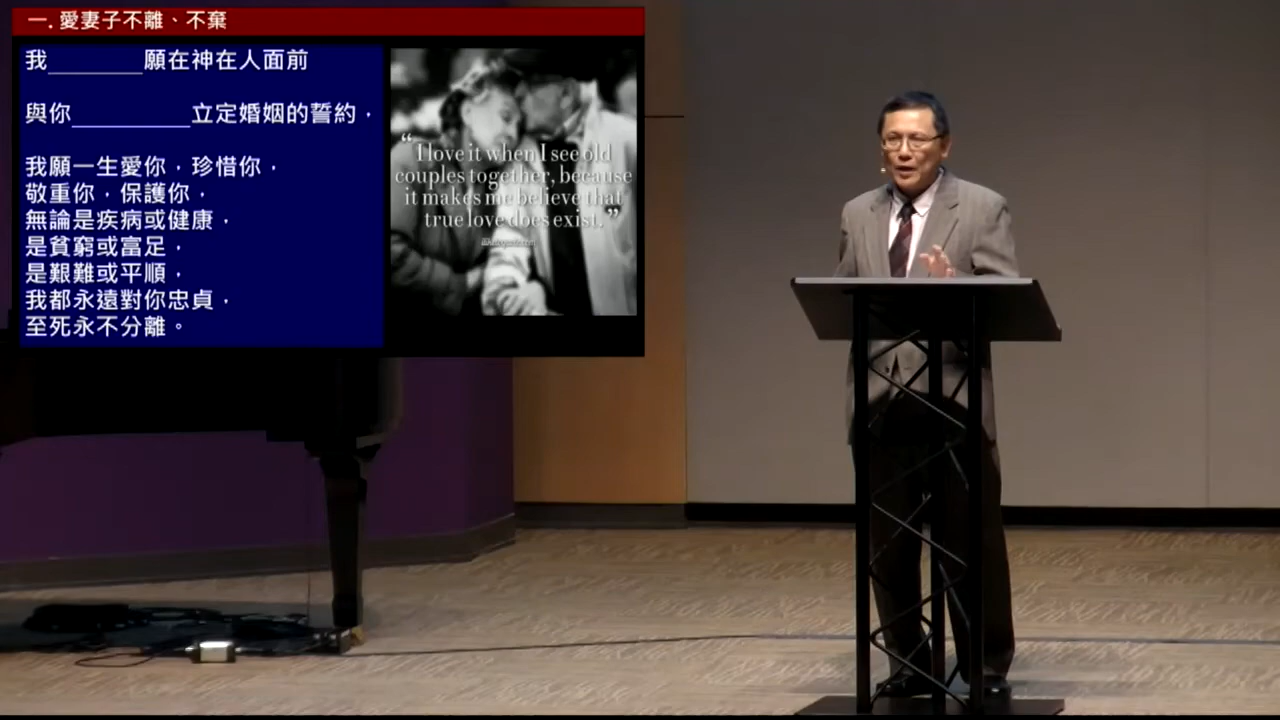 一. 愛妻子不離、不棄
我________願在神在人面前
與你__________立定婚姻的誓約，
我願一生愛你，珍惜你，
敬重你，保護你，
無論是疾病或健康，
是貧窮或富足，
是艱難或平順，
我都永遠對你忠貞，
至死永不分離。
“I love it when I see old
couples together, because
it makes me believe that
true love does exist.”